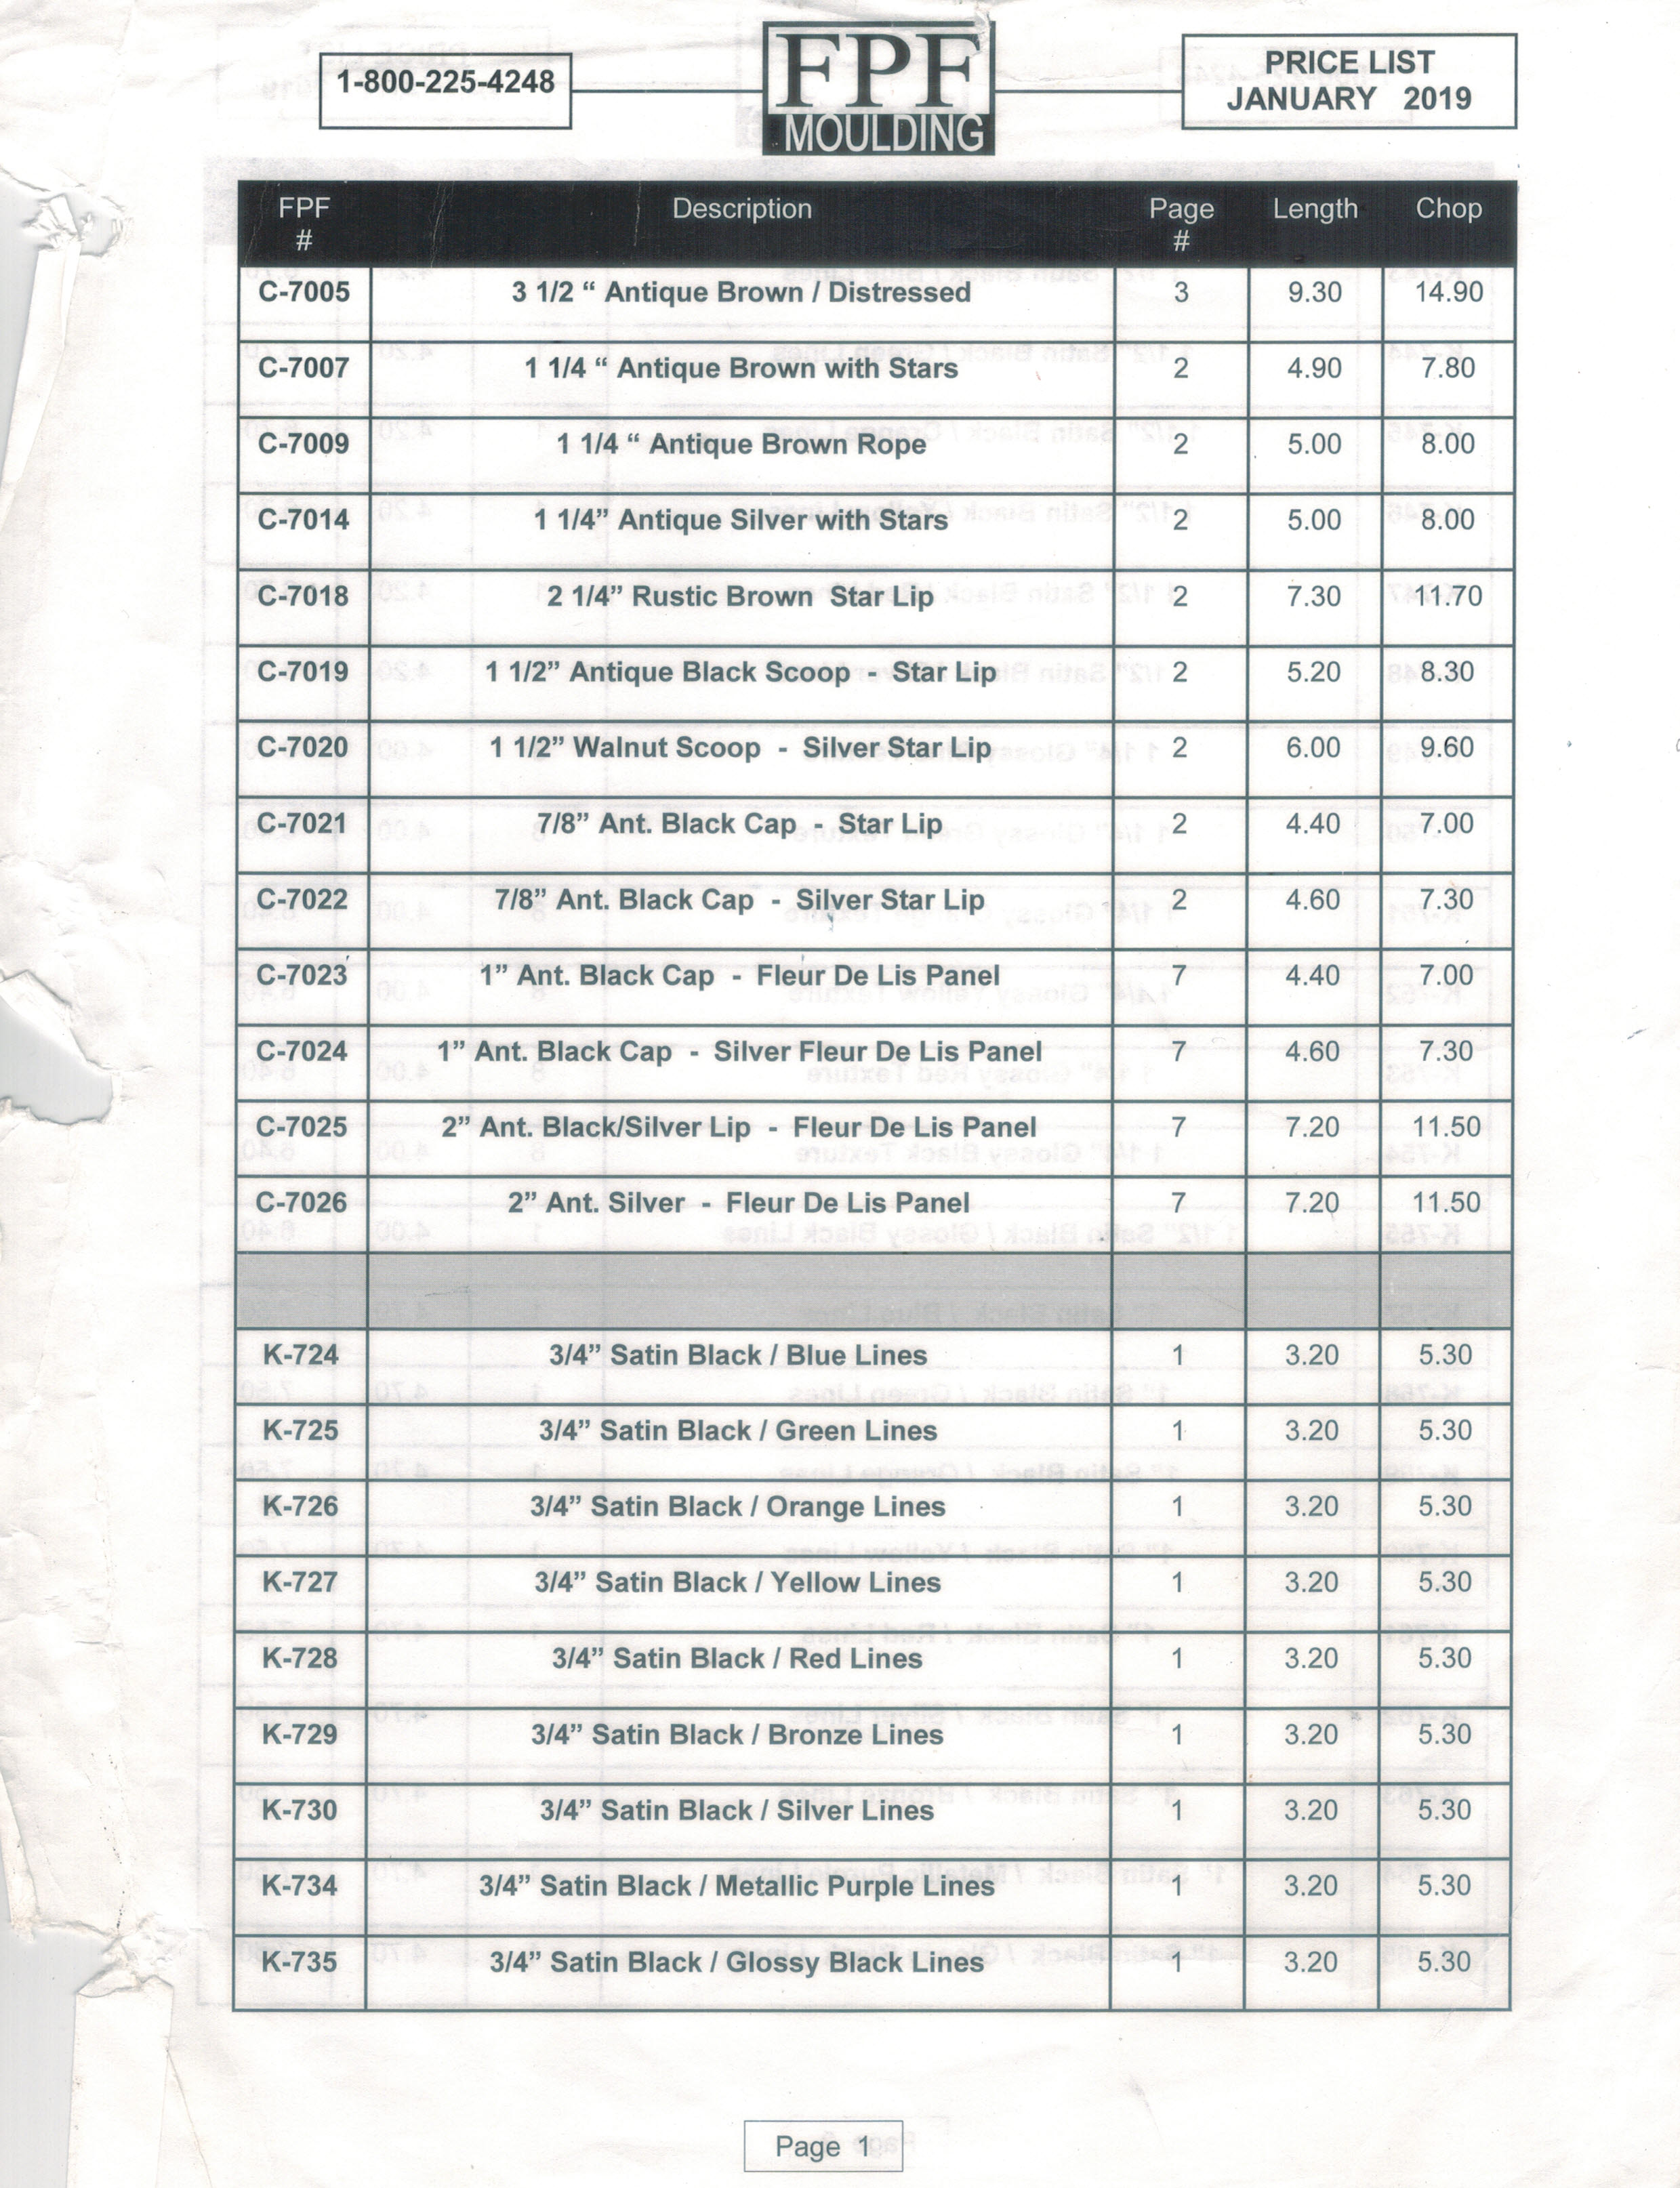 1-800-225-4248
FPF
MOULDING
PRICE LIST
JANUARY 2019
FPF # Description Page # Length Chop
C-7005 3 1/2 “ Antique Brown / Distressed 3 9.30 14.90
C-7007 1 1/4 “ Antique Brown with Stars 2 4.90 7.80
C-7009 1 1/4 “ Antique Brown Rope 2 5.00 8.00
C-7014 1 1/4” Antique Silver with Stars 2 5.00 8.00
C-7018 2 1/4” Rustic Brown Star Lip 2 7.30 11.70
C-7019 1 1/2” Antique Black Scoop - Star Lip 2 5.20 8.30
C-7020 1 1/2” Walnut Scoop - Silver Star Lip 2 6.00 9.60
C-7021 7/8” Ant. Black Cap - Star Lip 2 4.40 7.00
C-7022 7/8” Ant. Black Cap - Silver Star Lip 2 4.60 7.30
C-7023 1” Ant. Black Cap - Fleur De Lis Panel 7 4.40 7.00
C-7024 1” Ant. Black Cap - Silver Fleur De Lis Panel 7 4.60 7.30
C-7025 2” Ant. Black/Silver Lip - Fleur De Lis Panel 7 7.20 11.50
C-7026 2” Ant. Silver - Fleur De Lis Panel 7 7.20 11.50
K-724 3/4” Satin Black / Blue Lines 1 3.20 5.30
K-725 3/4” Satin Black / Green Lines 1 3.20 5.30
K-726 3/4” Satin Black / Orange Lines 1 3.20 5.30
K-727 3/4” Satin Black / Yellow Lines 1 3.20 5.30
K-728 3/4” Satin Black / Red Lines 1 3.20 5.30
K-729 3/4” Satin Black / Bronze Lines 1 3.20 5.30
K-730 3/4” Satin Black / Silver Lines 1 3.20 5.30
K-734 3/4” Satin Black / Metallic Purple Lines 1 3.20 5.30
K-735 3/4” Satin Black / Glossy Black Lines 1 3.20 5.30
Page 1